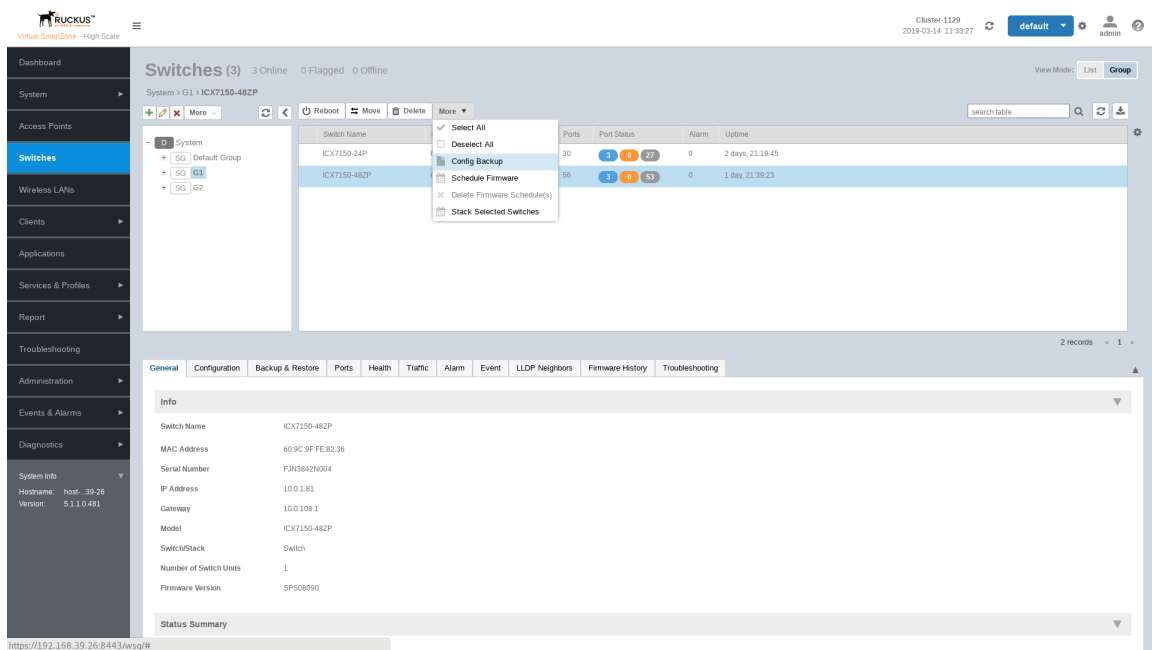 RUCKUS™
Virtual SmartZone - High Scale
Cluster-1129
2019-03-14 11:33:27
default
admin
Dashboard
System
Access Points
Switches
Wireless LANs
Clients
Applications
Services & Profiles
Report
Troubleshooting
Administration
Events & Alarms
Diagnostics
System Info
Hostname: host-...39-26
Version: 5.1.1.0.481
Switches (3) 3 Online 0 Flagged 0 Offline
View Mode: List Group
System › G1 › ICX7150-48ZP
More
Reboot Move Delete More
search table
D System
SG Default Group
SG G1
SG G2
Switch Name Ports Port Status Alarm Uptime
ICX7150-24P 30 3 0 27 0 2 days, 21:19:45
ICX7150-48ZP 56 3 0 53 0 1 day, 21:39:23
Select All
Deselect All
Config Backup
Schedule Firmware
Delete Firmware Schedule(s)
Stack Selected Switches
2 records « 1 »
General Configuration Backup & Restore Ports Health Traffic Alarm Event LLDP Neighbors Firmware History Troubleshooting
Info
Switch Name ICX7150-48ZP
MAC Address 60:9C:9F:FE:82:36
Serial Number FJN3842N004
IP Address 10.0.1.81
Gateway 10.0.108.1
Model ICX7150-48ZP
Switch/Stack Switch
Number of Switch Units 1
Firmware Version SPS08090
Status Summary
https://192.168.39.26:8443/wsg/#